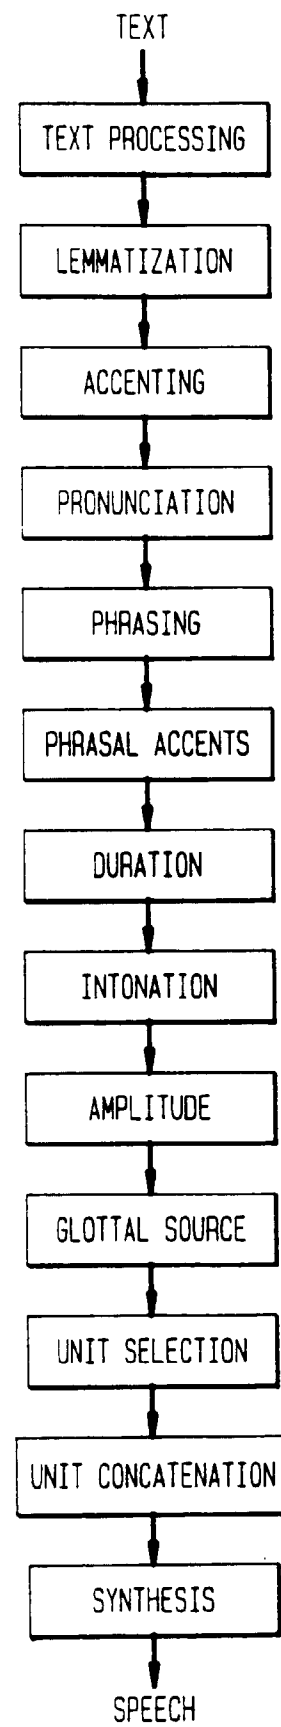 TEXT
TEXT PROCESSING
LEMMATIZATION
ACCENTING
PRONUNCIATION
PHRASING
PHRASAL ACCENTS
DURATION
INTONATION
AMPLITUDE
GLOTTAL SOURCE
UNIT SELECTION
UNIT CONCATENATION
SYNTHESIS
SPEECH